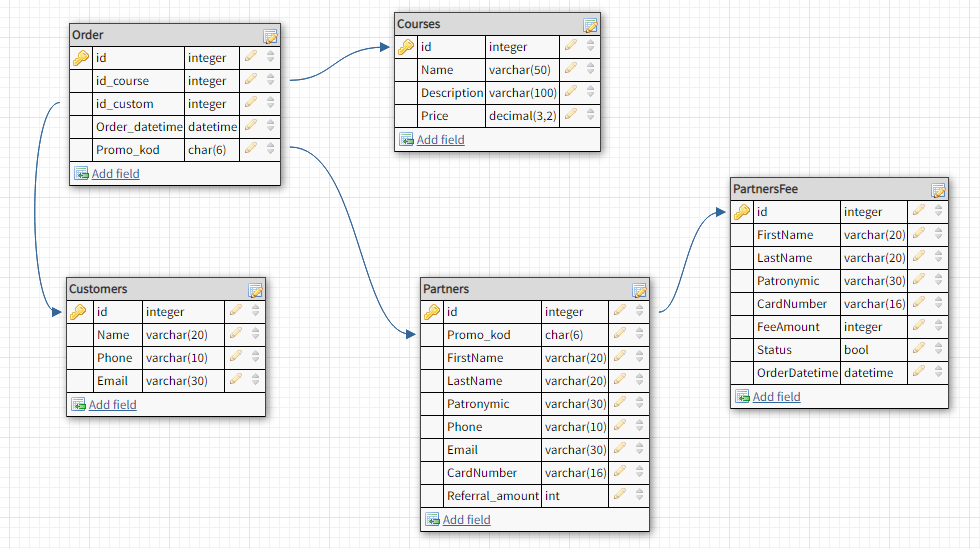 Order
id integer
id_course integer
id_custom integer
Order_datetime datetime
Promo_kod char(6)
Add field
Courses
id integer
Name varchar(50)
Description varchar(100)
Price decimal(3,2)
Add field
PartnersFee
id integer
FirstName varchar(20)
LastName varchar(20)
Patronymic varchar(30)
CardNumber varchar(16)
FeeAmount integer
Status bool
OrderDatetime datetime
Add field
Customers
id integer
Name varchar(20)
Phone varchar(10)
Email varchar(30)
Add field
Partners
id integer
Promo_kod char(6)
FirstName varchar(20)
LastName varchar(20)
Patronymic varchar(30)
Phone varchar(10)
Email varchar(30)
CardNumber varchar(16)
Referral_amount int
Add field